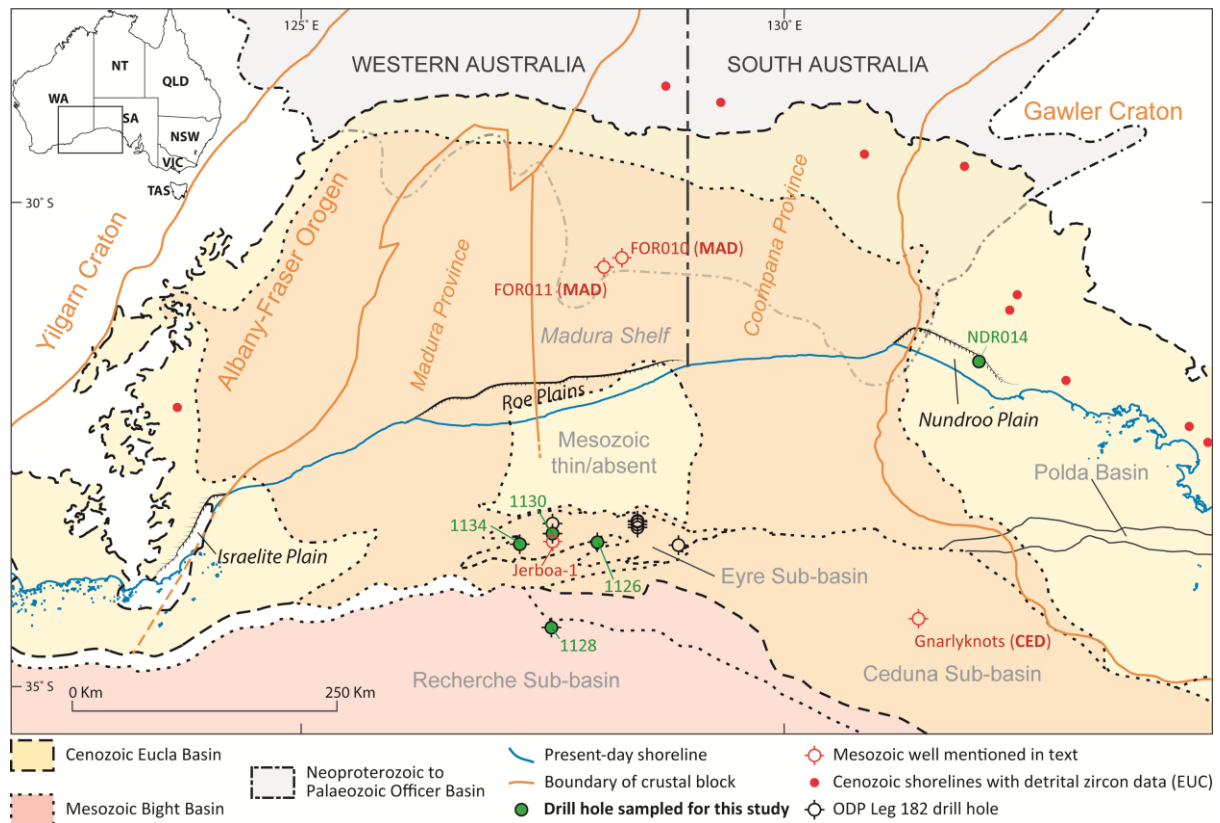 125° E
130° E
WESTERN AUSTRALIA
SOUTH AUSTRALIA
NT
QLD
WA
SA
NSW
VIC
TAS
Gawler Craton
30° S
Yilgarn Craton
Albany-Fraser Orogen
Madura Province
Coompana Province
FOR010 (MAD)
FOR011 (MAD)
Madura Shelf
NDR014
Roe Plains
Nundroo Plain
Mesozoic
thin/absent
Polda Basin
1130
1134
Israelite Plain
Jerboa-1
1126
Eyre Sub-basin
1128
Gnarlyknots (CED)
Recherche Sub-basin
Ceduna Sub-basin
35° S
0 Km
250 Km
Cenozoic Eucla Basin
Mesozoic Bight Basin
Neoproterozoic to
Palaeozoic Officer Basin
Present-day shoreline
Boundary of crustal block
Drill hole sampled for this study
Mesozoic well mentioned in text
Cenozoic shorelines with detrital zircon data (EUC)
ODP Leg 182 drill hole